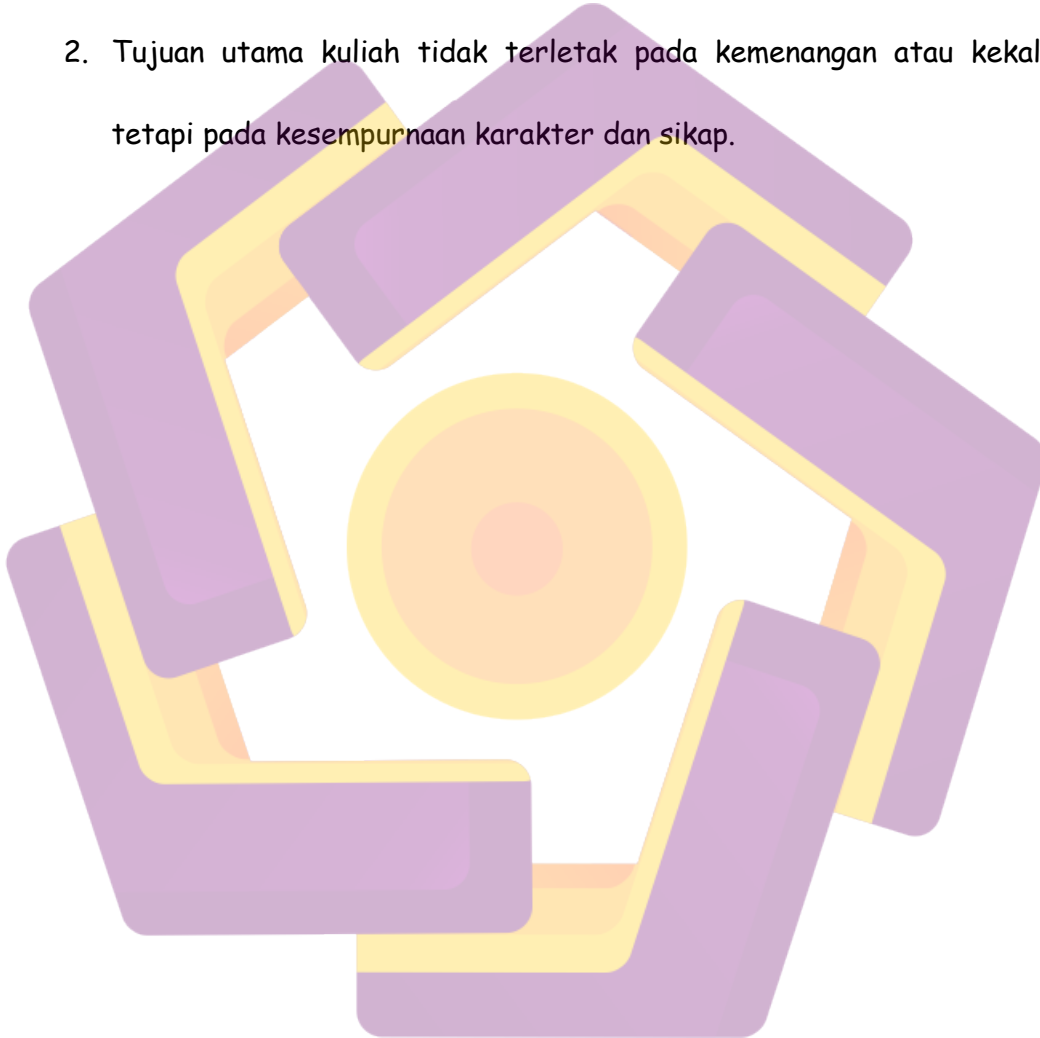 2. Tujuan utama kuliah tidak terletak pada kemenangan atau
tetapi pada kesempurnaan karakter dan sikap.